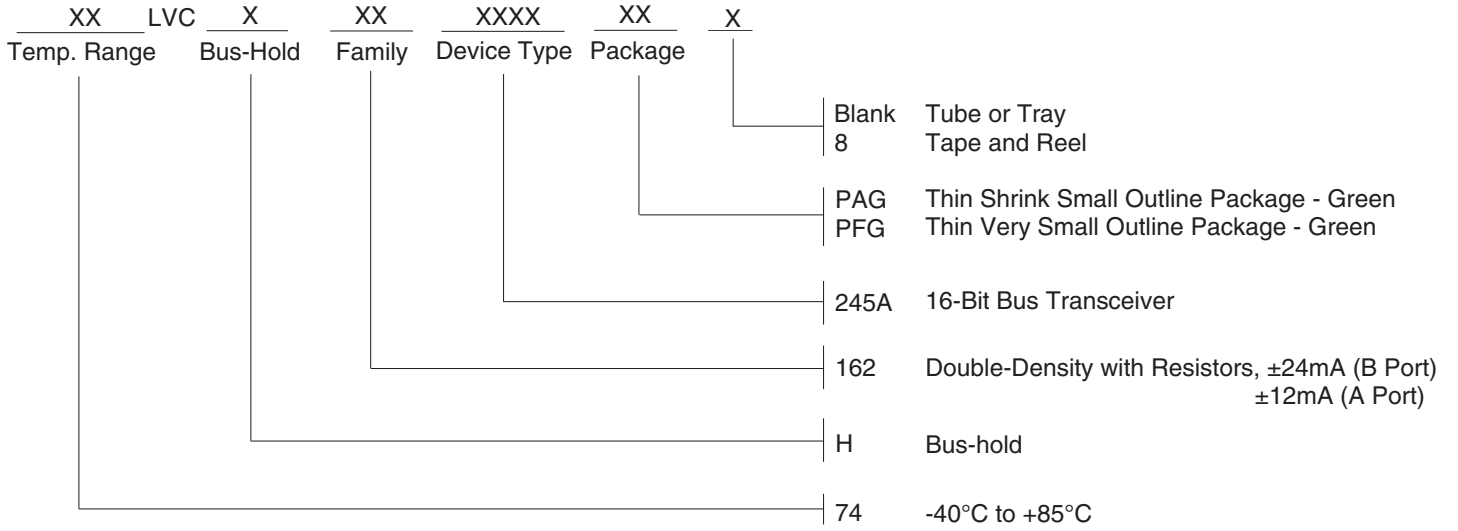 XX LVC X XX XXXX XX X
Temp. Range Bus-Hold Family Device Type Package
Blank Tube or Tray
8 Tape and Reel
PAG Thin Shrink Small Outline Package - Green
PFG Thin Very Small Outline Package - Green
245A 16-Bit Bus Transceiver
162 Double-Density with Resistors, ±24mA (B Port)
±12mA (A Port)
H Bus-hold
74 -40°C to +85°C